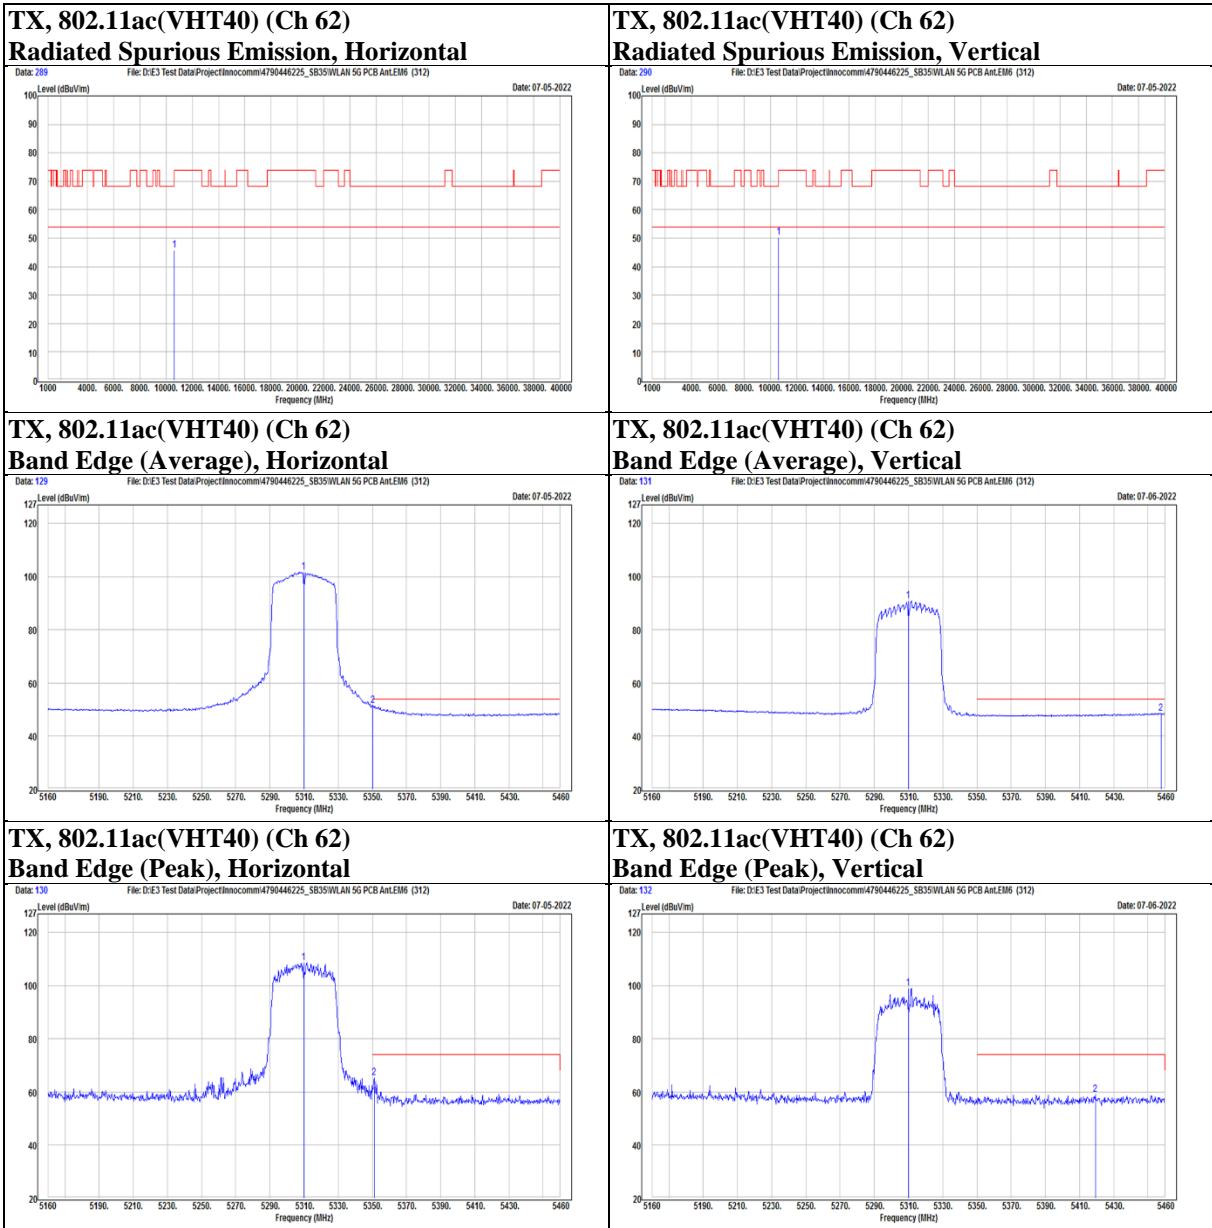 TX, 802.11ac(VHT40) (Ch 62)
Radiated Spurious Emission, Horizontal
Data: 289 File: D:\E3 Test Data\Project\Innocomm\4790446225_SB35\WLAN 5G PCB Ant.EM6 (312)
Level (dBuV/m) Date: 07-05-2022
100
90
80
70
60
50
40
30
20
10
0
1
1000 4000. 6000. 8000. 10000. 12000. 14000. 16000. 18000. 20000. 22000. 24000. 26000. 28000. 30000. 32000. 34000. 36000. 38000. 40000
Frequency (MHz)
TX, 802.11ac(VHT40) (Ch 62)
Radiated Spurious Emission, Vertical
Data: 290 File: D:\E3 Test Data\Project\Innocomm\4790446225_SB35\WLAN 5G PCB Ant.EM6 (312)
Level (dBuV/m) Date: 07-05-2022
100
90
80
70
60
50
40
30
20
10
0
1
1000 4000. 6000. 8000. 10000. 12000. 14000. 16000. 18000. 20000. 22000. 24000. 26000. 28000. 30000. 32000. 34000. 36000. 38000. 40000
Frequency (MHz)
TX, 802.11ac(VHT40) (Ch 62)
Band Edge (Average), Horizontal
Data: 129 File: D:\E3 Test Data\Project\Innocomm\4790446225_SB35\WLAN 5G PCB Ant.EM6 (312)
Level (dBuV/m) Date: 07-05-2022
127
120
100
80
60
40
20
1
2
5160 5190. 5210. 5230. 5250. 5270. 5290. 5310. 5330. 5350. 5370. 5390. 5410. 5430. 5460
Frequency (MHz)
TX, 802.11ac(VHT40) (Ch 62)
Band Edge (Average), Vertical
Data: 131 File: D:\E3 Test Data\Project\Innocomm\4790446225_SB35\WLAN 5G PCB Ant.EM6 (312)
Level (dBuV/m) Date: 07-06-2022
127
120
100
80
60
40
20
1
2
5160 5190. 5210. 5230. 5250. 5270. 5290. 5310. 5330. 5350. 5370. 5390. 5410. 5430. 5460
Frequency (MHz)
TX, 802.11ac(VHT40) (Ch 62)
Band Edge (Peak), Horizontal
Data: 130 File: D:\E3 Test Data\Project\Innocomm\4790446225_SB35\WLAN 5G PCB Ant.EM6 (312)
Level (dBuV/m) Date: 07-05-2022
127
120
100
80
60
40
20
1
2
5160 5190. 5210. 5230. 5250. 5270. 5290. 5310. 5330. 5350. 5370. 5390. 5410. 5430. 5460
Frequency (MHz)
TX, 802.11ac(VHT40) (Ch 62)
Band Edge (Peak), Vertical
Data: 132 File: D:\E3 Test Data\Project\Innocomm\4790446225_SB35\WLAN 5G PCB Ant.EM6 (312)
Level (dBuV/m) Date: 07-06-2022
127
120
100
80
60
40
20
1
2
5160 5190. 5210. 5230. 5250. 5270. 5290. 5310. 5330. 5350. 5370. 5390. 5410. 5430. 5460
Frequency (MHz)